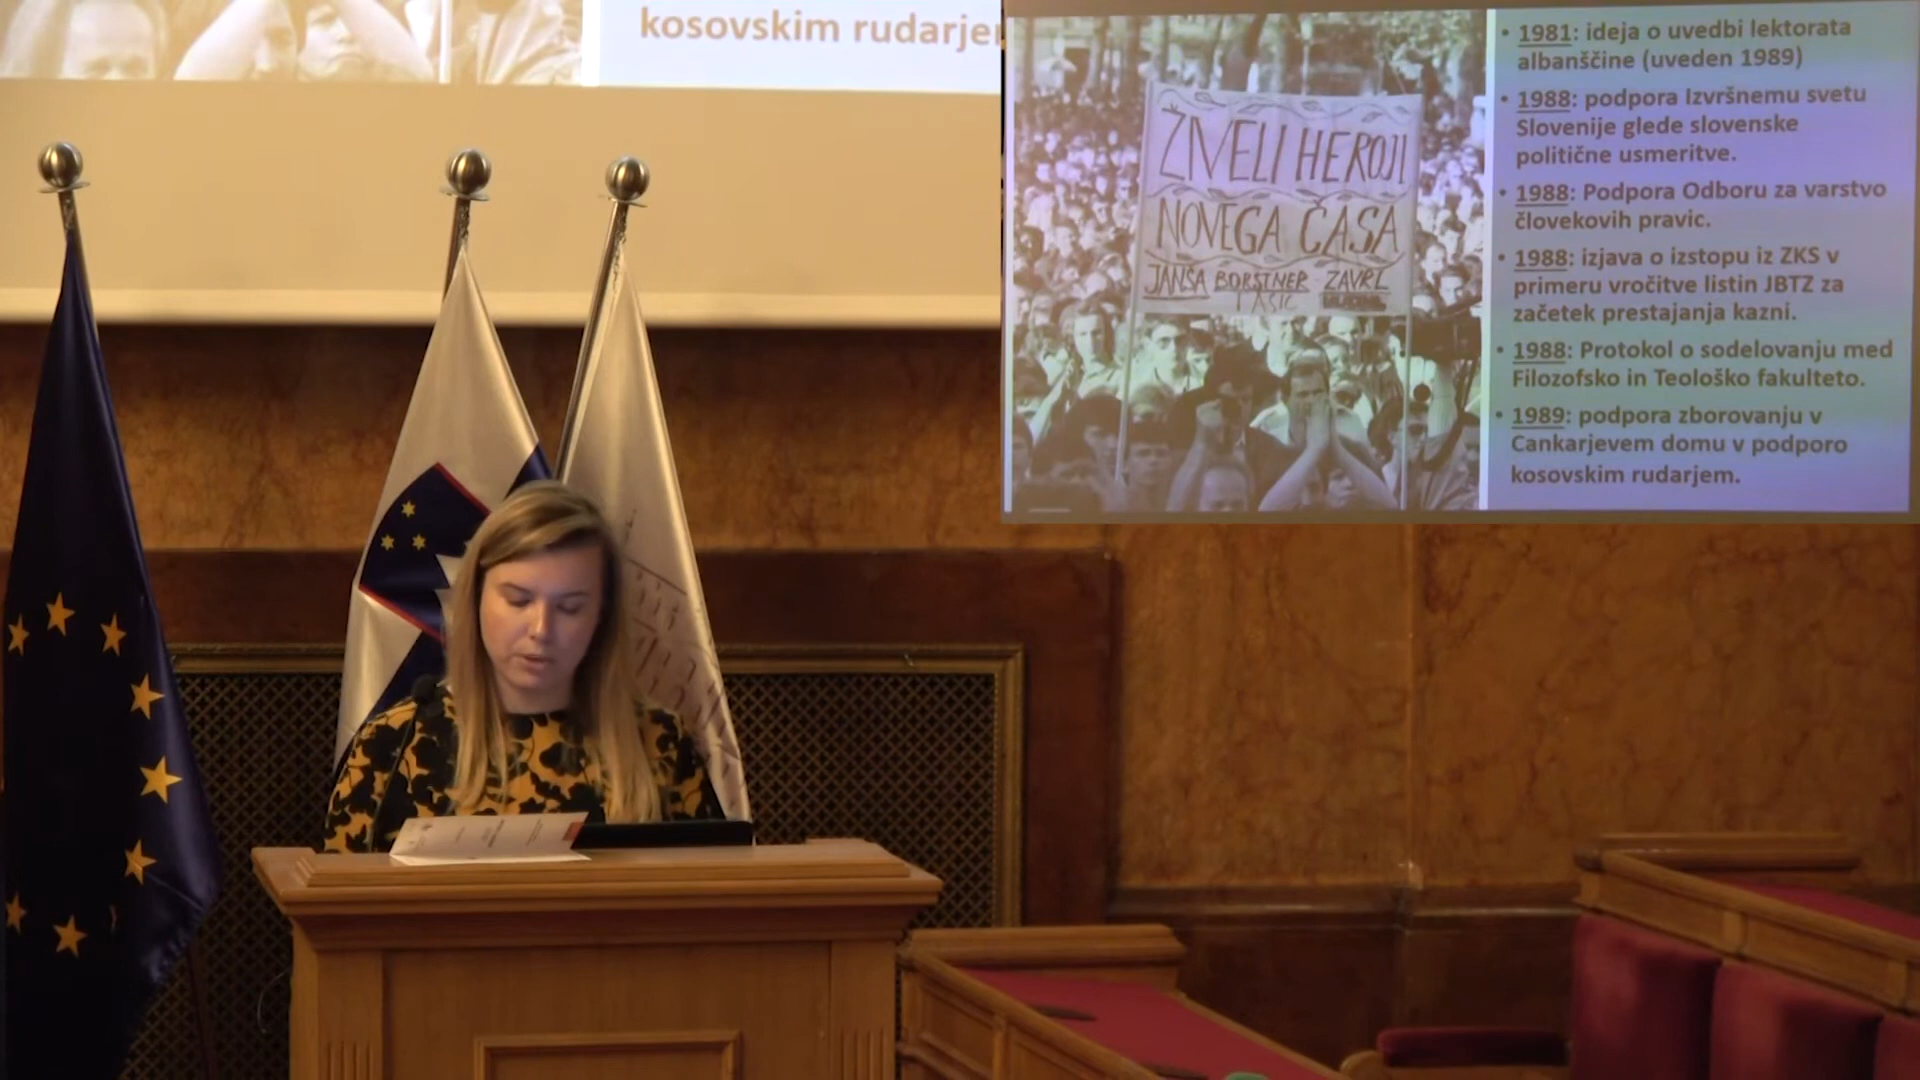 kosovskim rudarje
ŽIVELI HEROJI
NOVEGA ČASA
JANŠA BORŠTNER ZAVRL
TASIČ
• 1981: ideja o uvedbi lektorata
albanščine (uveden 1989)
• 1988: podpora Izvršnemu svetu
Slovenije glede slovenske
politične usmeritve.
• 1988: Podpora Odboru za varstvo
človekovih pravic.
• 1988: izjava o izstopu iz ZKS v
primeru vročitve listin JBTZ za
začetek prestajanja kazni.
• 1988: Protokol o sodelovanju med
Filozofsko in Teološko fakulteto.
• 1989: podpora zborovanju v
Cankarjevem domu v podporo
kosovskim rudarjem.